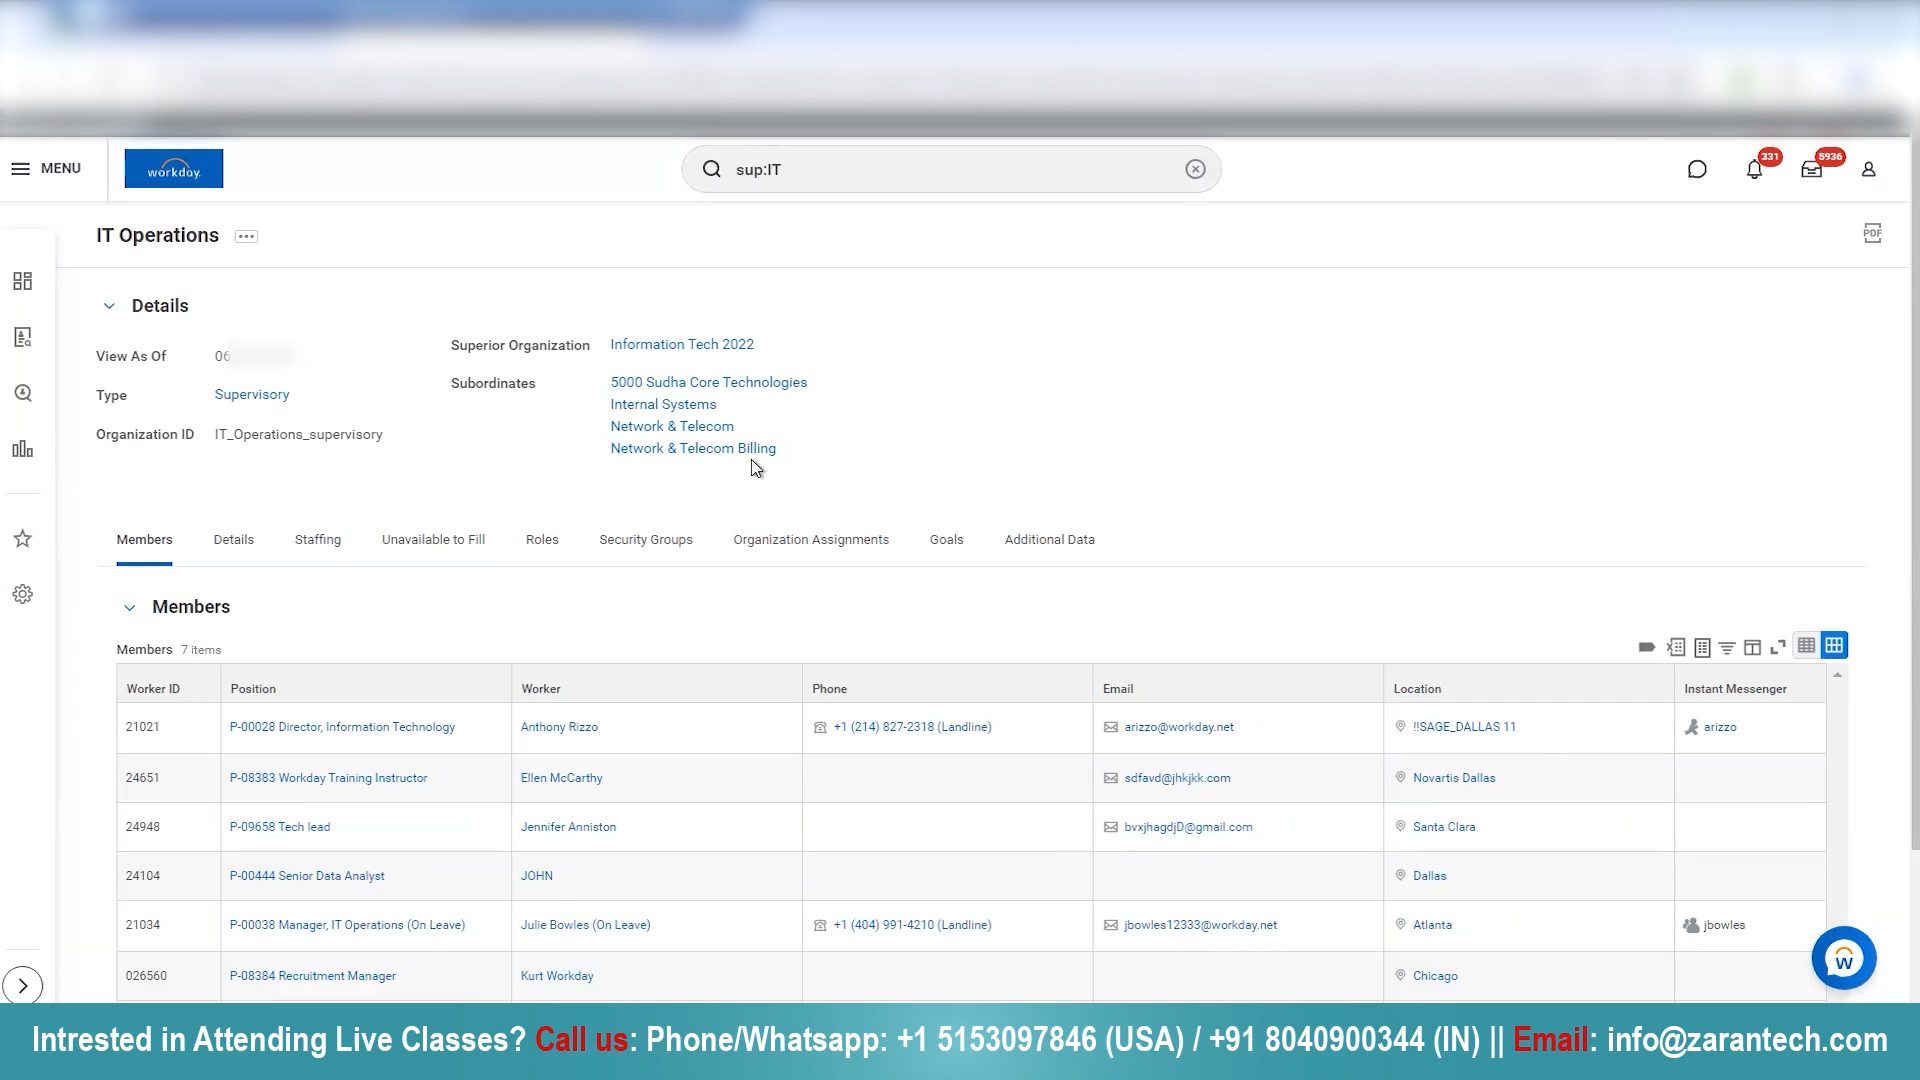 MENU
workday.
sup:IT
331
5936
IT Operations
PDF
Details
View As Of 06
Type Supervisory
Organization ID IT_Operations_supervisory
Superior Organization Information Tech 2022
Subordinates 5000 Sudha Core Technologies
Internal Systems
Network & Telecom
Network & Telecom Billing
Members Details Staffing Unavailable to Fill Roles Security Groups Organization Assignments Goals Additional Data
Members
Members 7 items
Worker ID Position Worker Phone Email Location Instant Messenger
21021 P-00028 Director, Information Technology Anthony Rizzo +1 (214) 827-2318 (Landline) arizzo@workday.net !!SAGE_DALLAS 11 arizzo
24651 P-08383 Workday Training Instructor Ellen McCarthy sdfavd@jhkjkk.com Novartis Dallas
24948 P-09658 Tech lead Jennifer Anniston bvxjhagdjD@gmail.com Santa Clara
24104 P-00444 Senior Data Analyst JOHN Dallas
21034 P-00038 Manager, IT Operations (On Leave) Julie Bowles (On Leave) +1 (404) 991-4210 (Landline) jbowles12333@workday.net Atlanta jbowles
026560 P-08384 Recruitment Manager Kurt Workday Chicago
W
Intrested in Attending Live Classes? Call us: Phone/Whatsapp: +1 5153097846 (USA) / +91 8040900344 (IN) || Email: info@zarantech.com